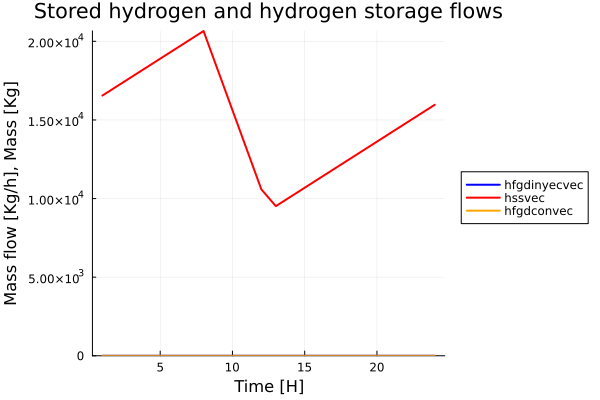 Stored hydrogen and hydrogen storage flows
Mass flow [Kg/h], Mass [Kg]
2.00×10⁴
1.50×10⁴
1.00×10⁴
5.00×10³
0
5 10 15 20
Time [H]
hfgdinyecvec
hssvec
hfgdconvec